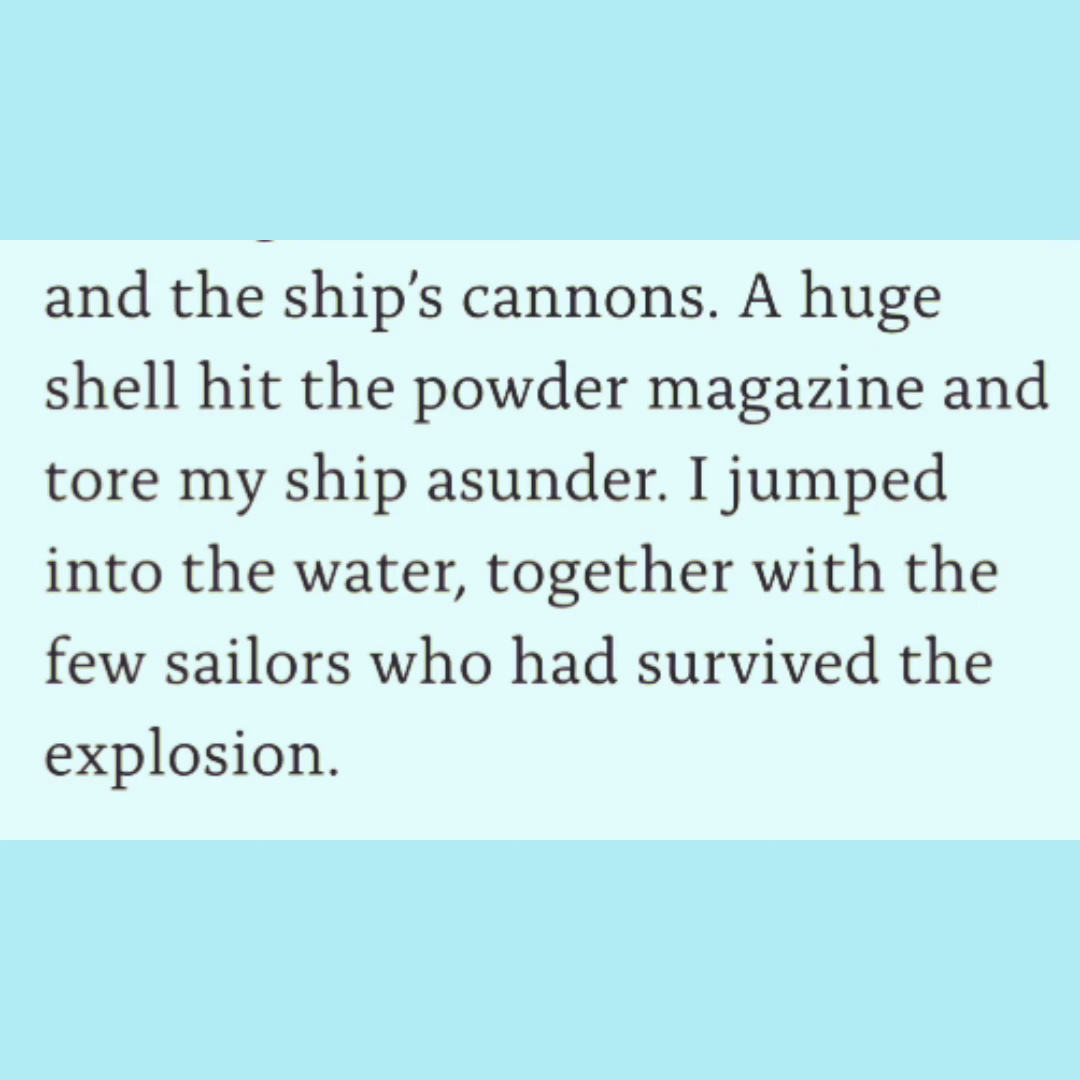 and the ship’s cannons. A huge
shell hit the powder magazine and
tore my ship asunder. I jumped
into the water, together with the
few sailors who had survived the
explosion.